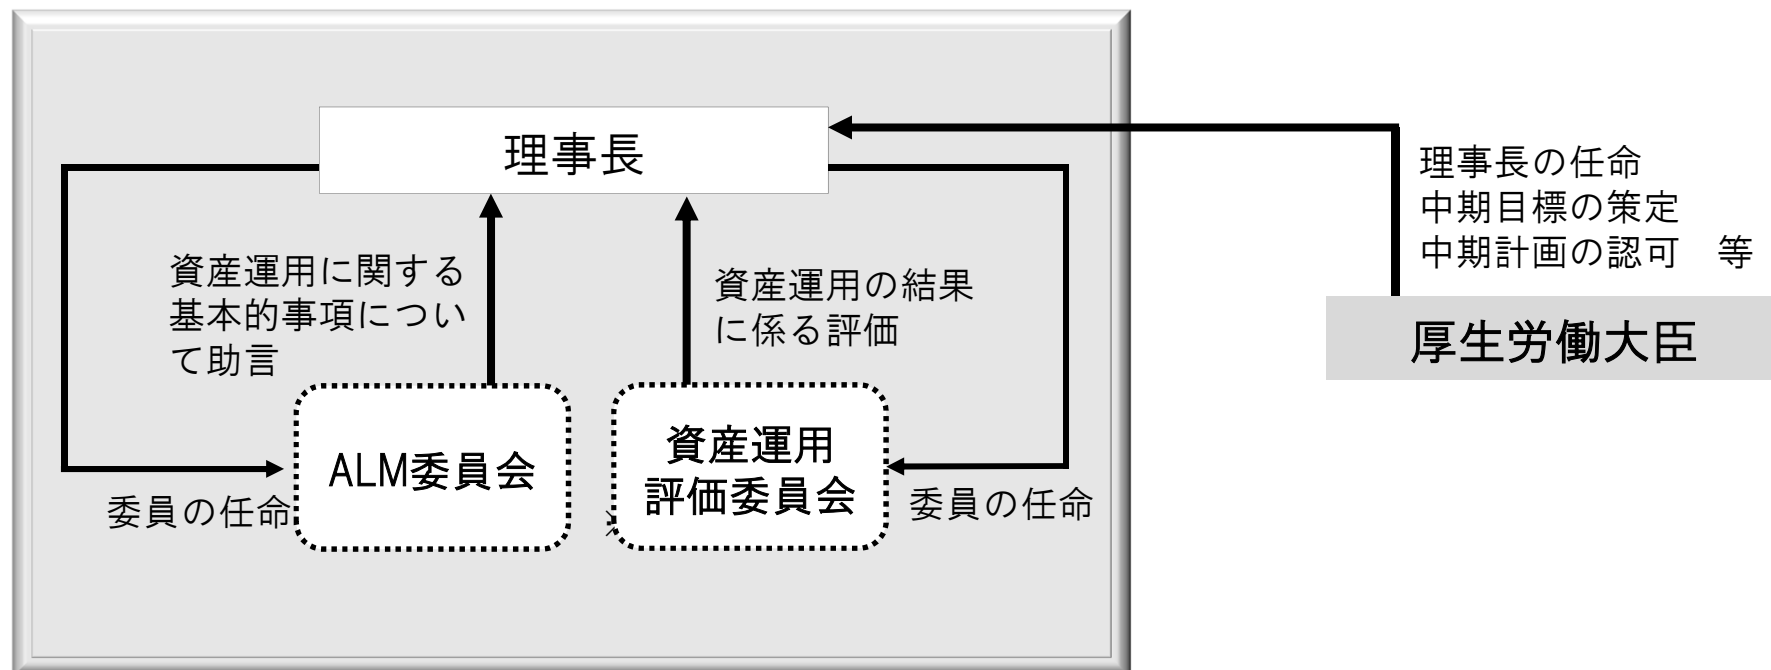 理事長
理事長の任命
中期目標の策定
中期計画の認可　等
厚生労働大臣
資産運用に関する
基本的事項につい
て助言
資産運用の結果
に係る評価
ALM委員会
資産運用
評価委員会
委員の任命
委員の任命